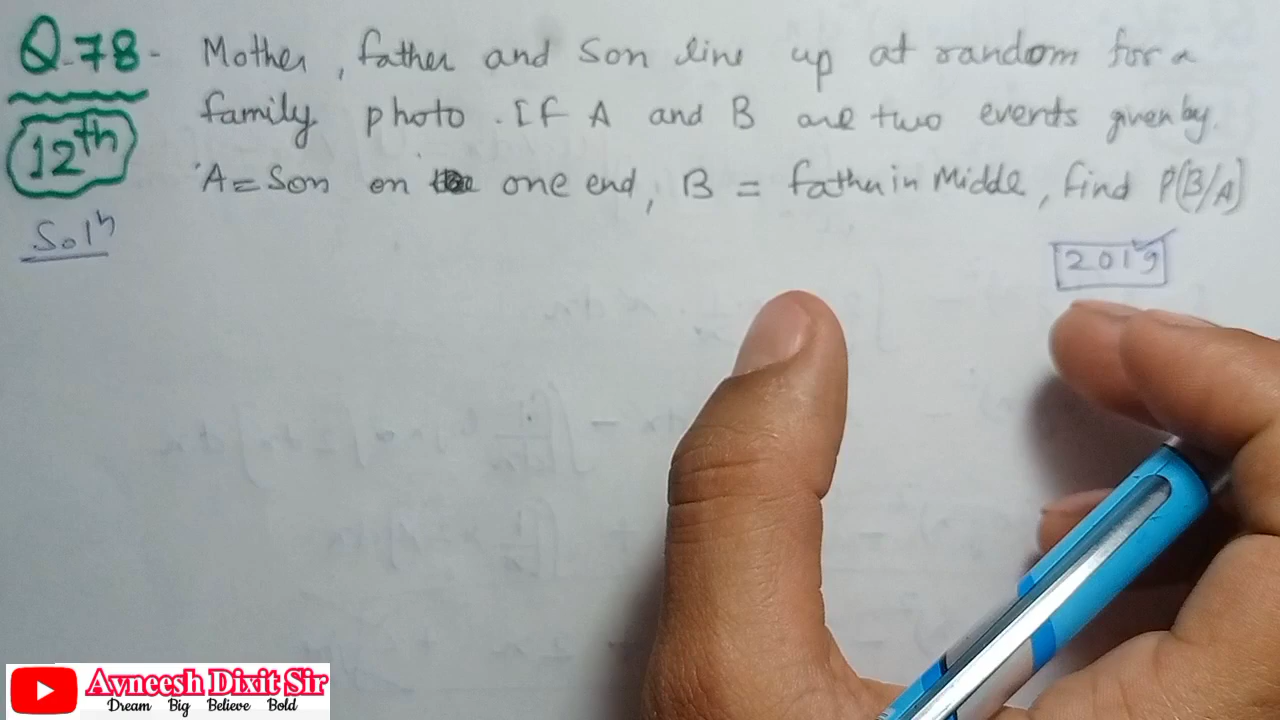 Q.78- Mother, father and Son line up at random for a
family photo. If A and B are two events given by.
12th
A = Son on one end, B = father in Middle, find P(B/A)
Solⁿ
2019
Avneesh Dixit Sir
Dream Big Believe Bold